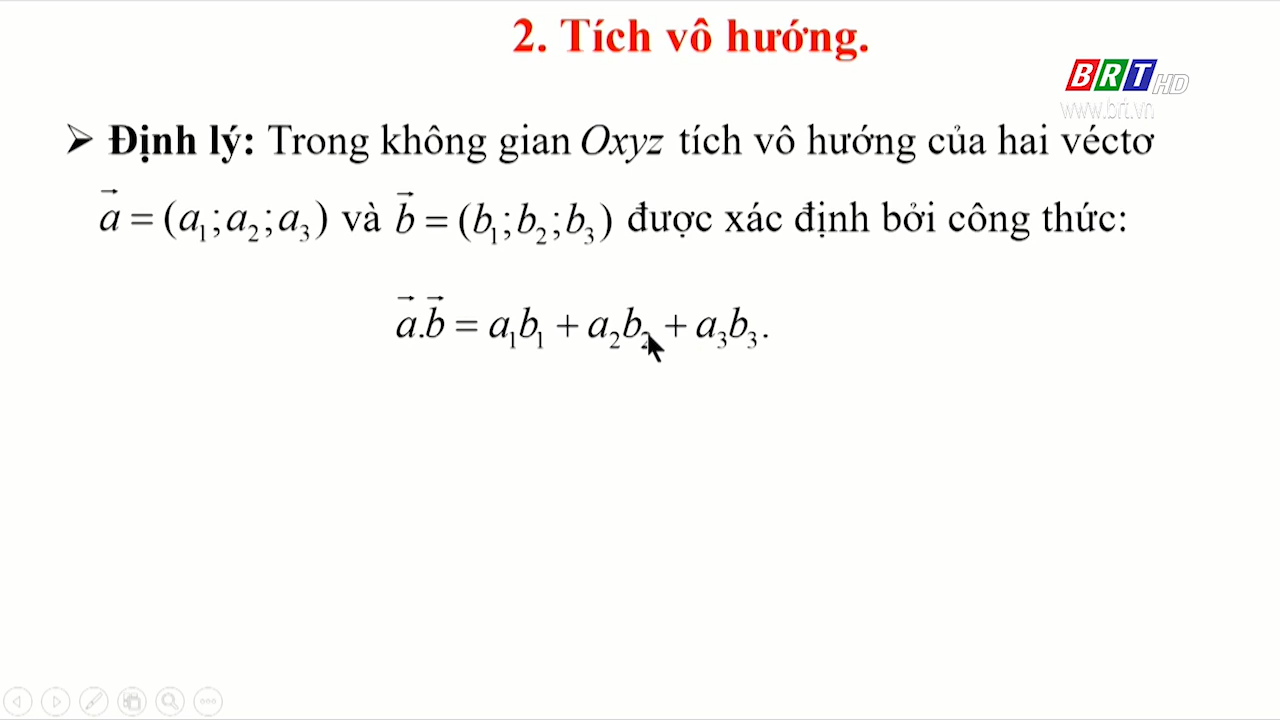 2. Tích vô hướng.
BRT HD
www.brt.vn
➢ Định lý: Trong không gian Oxyz tích vô hướng của hai véctơ
a⃗ = (a₁;a₂;a₃) và b⃗ = (b₁;b₂;b₃) được xác định bởi công thức:
a⃗.b⃗ = a₁b₁ + a₂b₂ + a₃b₃.